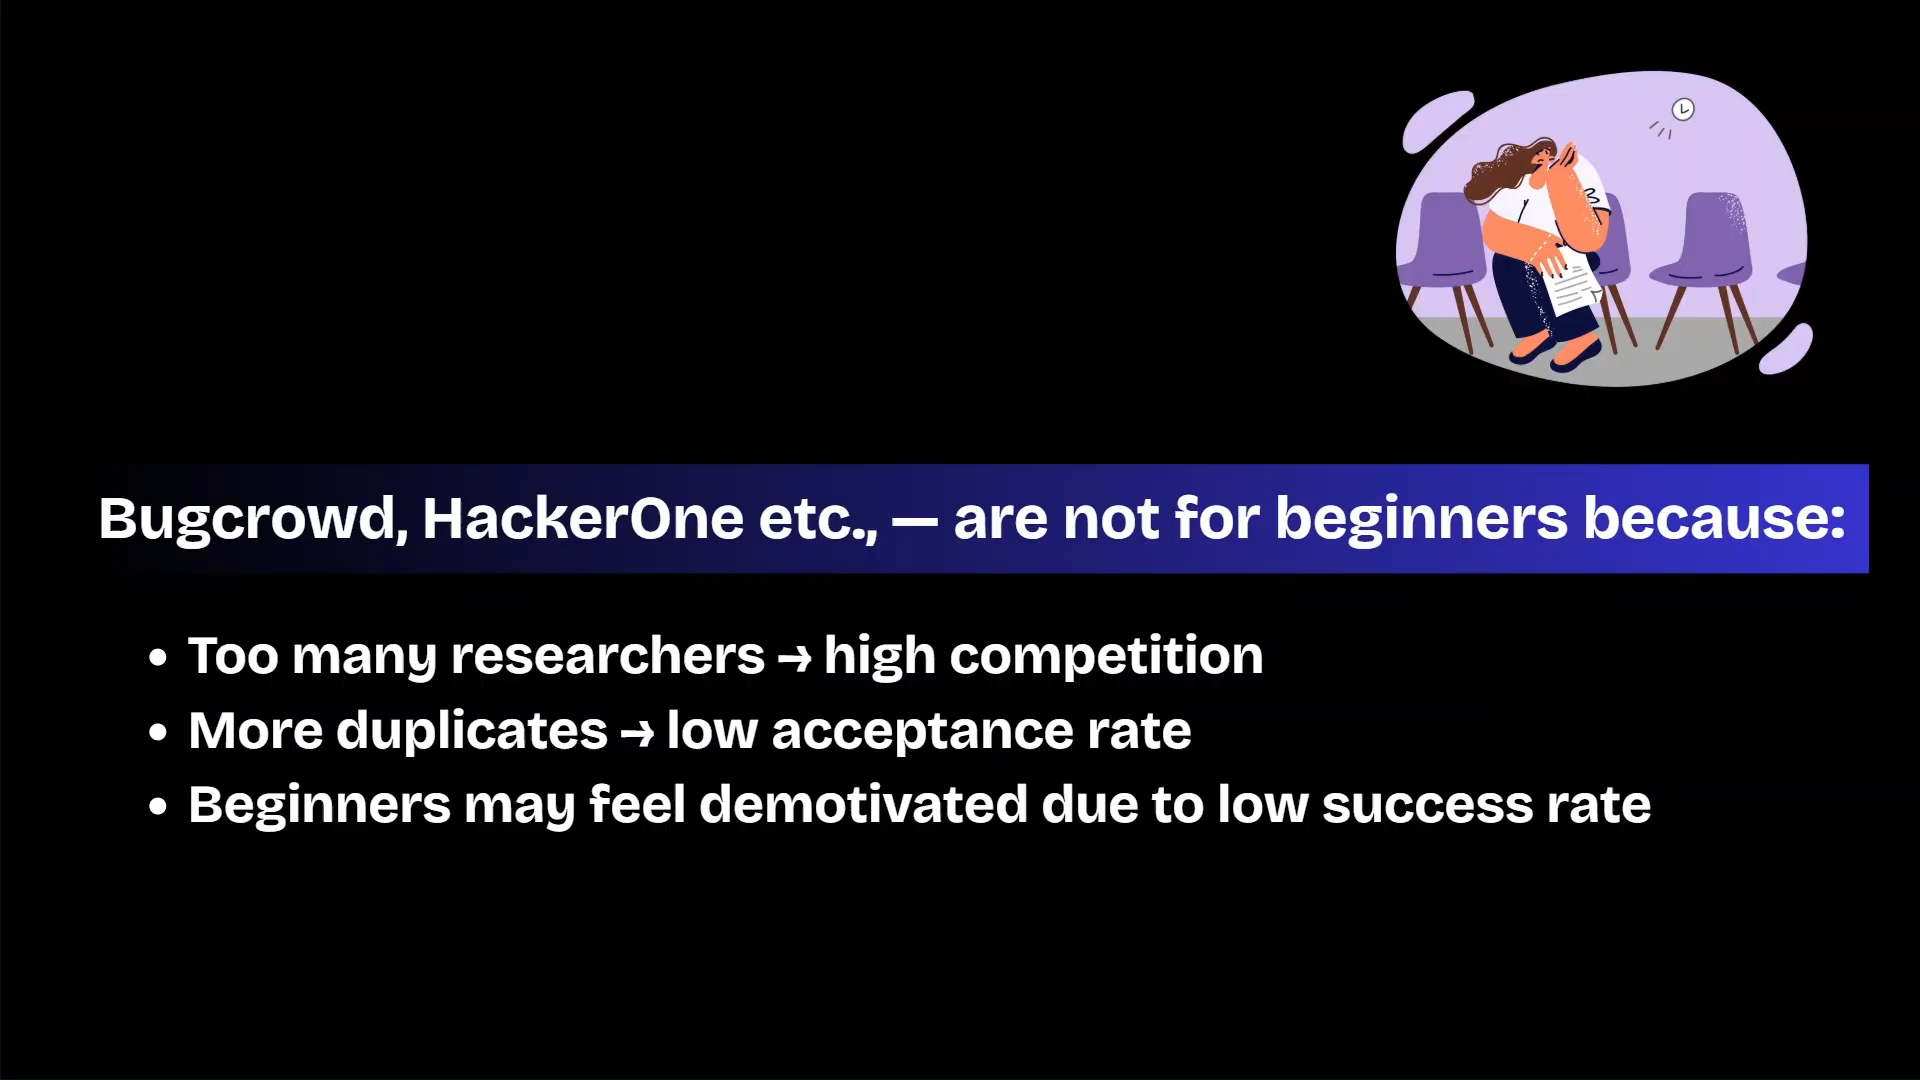 Bugcrowd, HackerOne etc., — are not for beginners because:
• Too many researchers → high competition
• More duplicates → low acceptance rate
• Beginners may feel demotivated due to low success rate